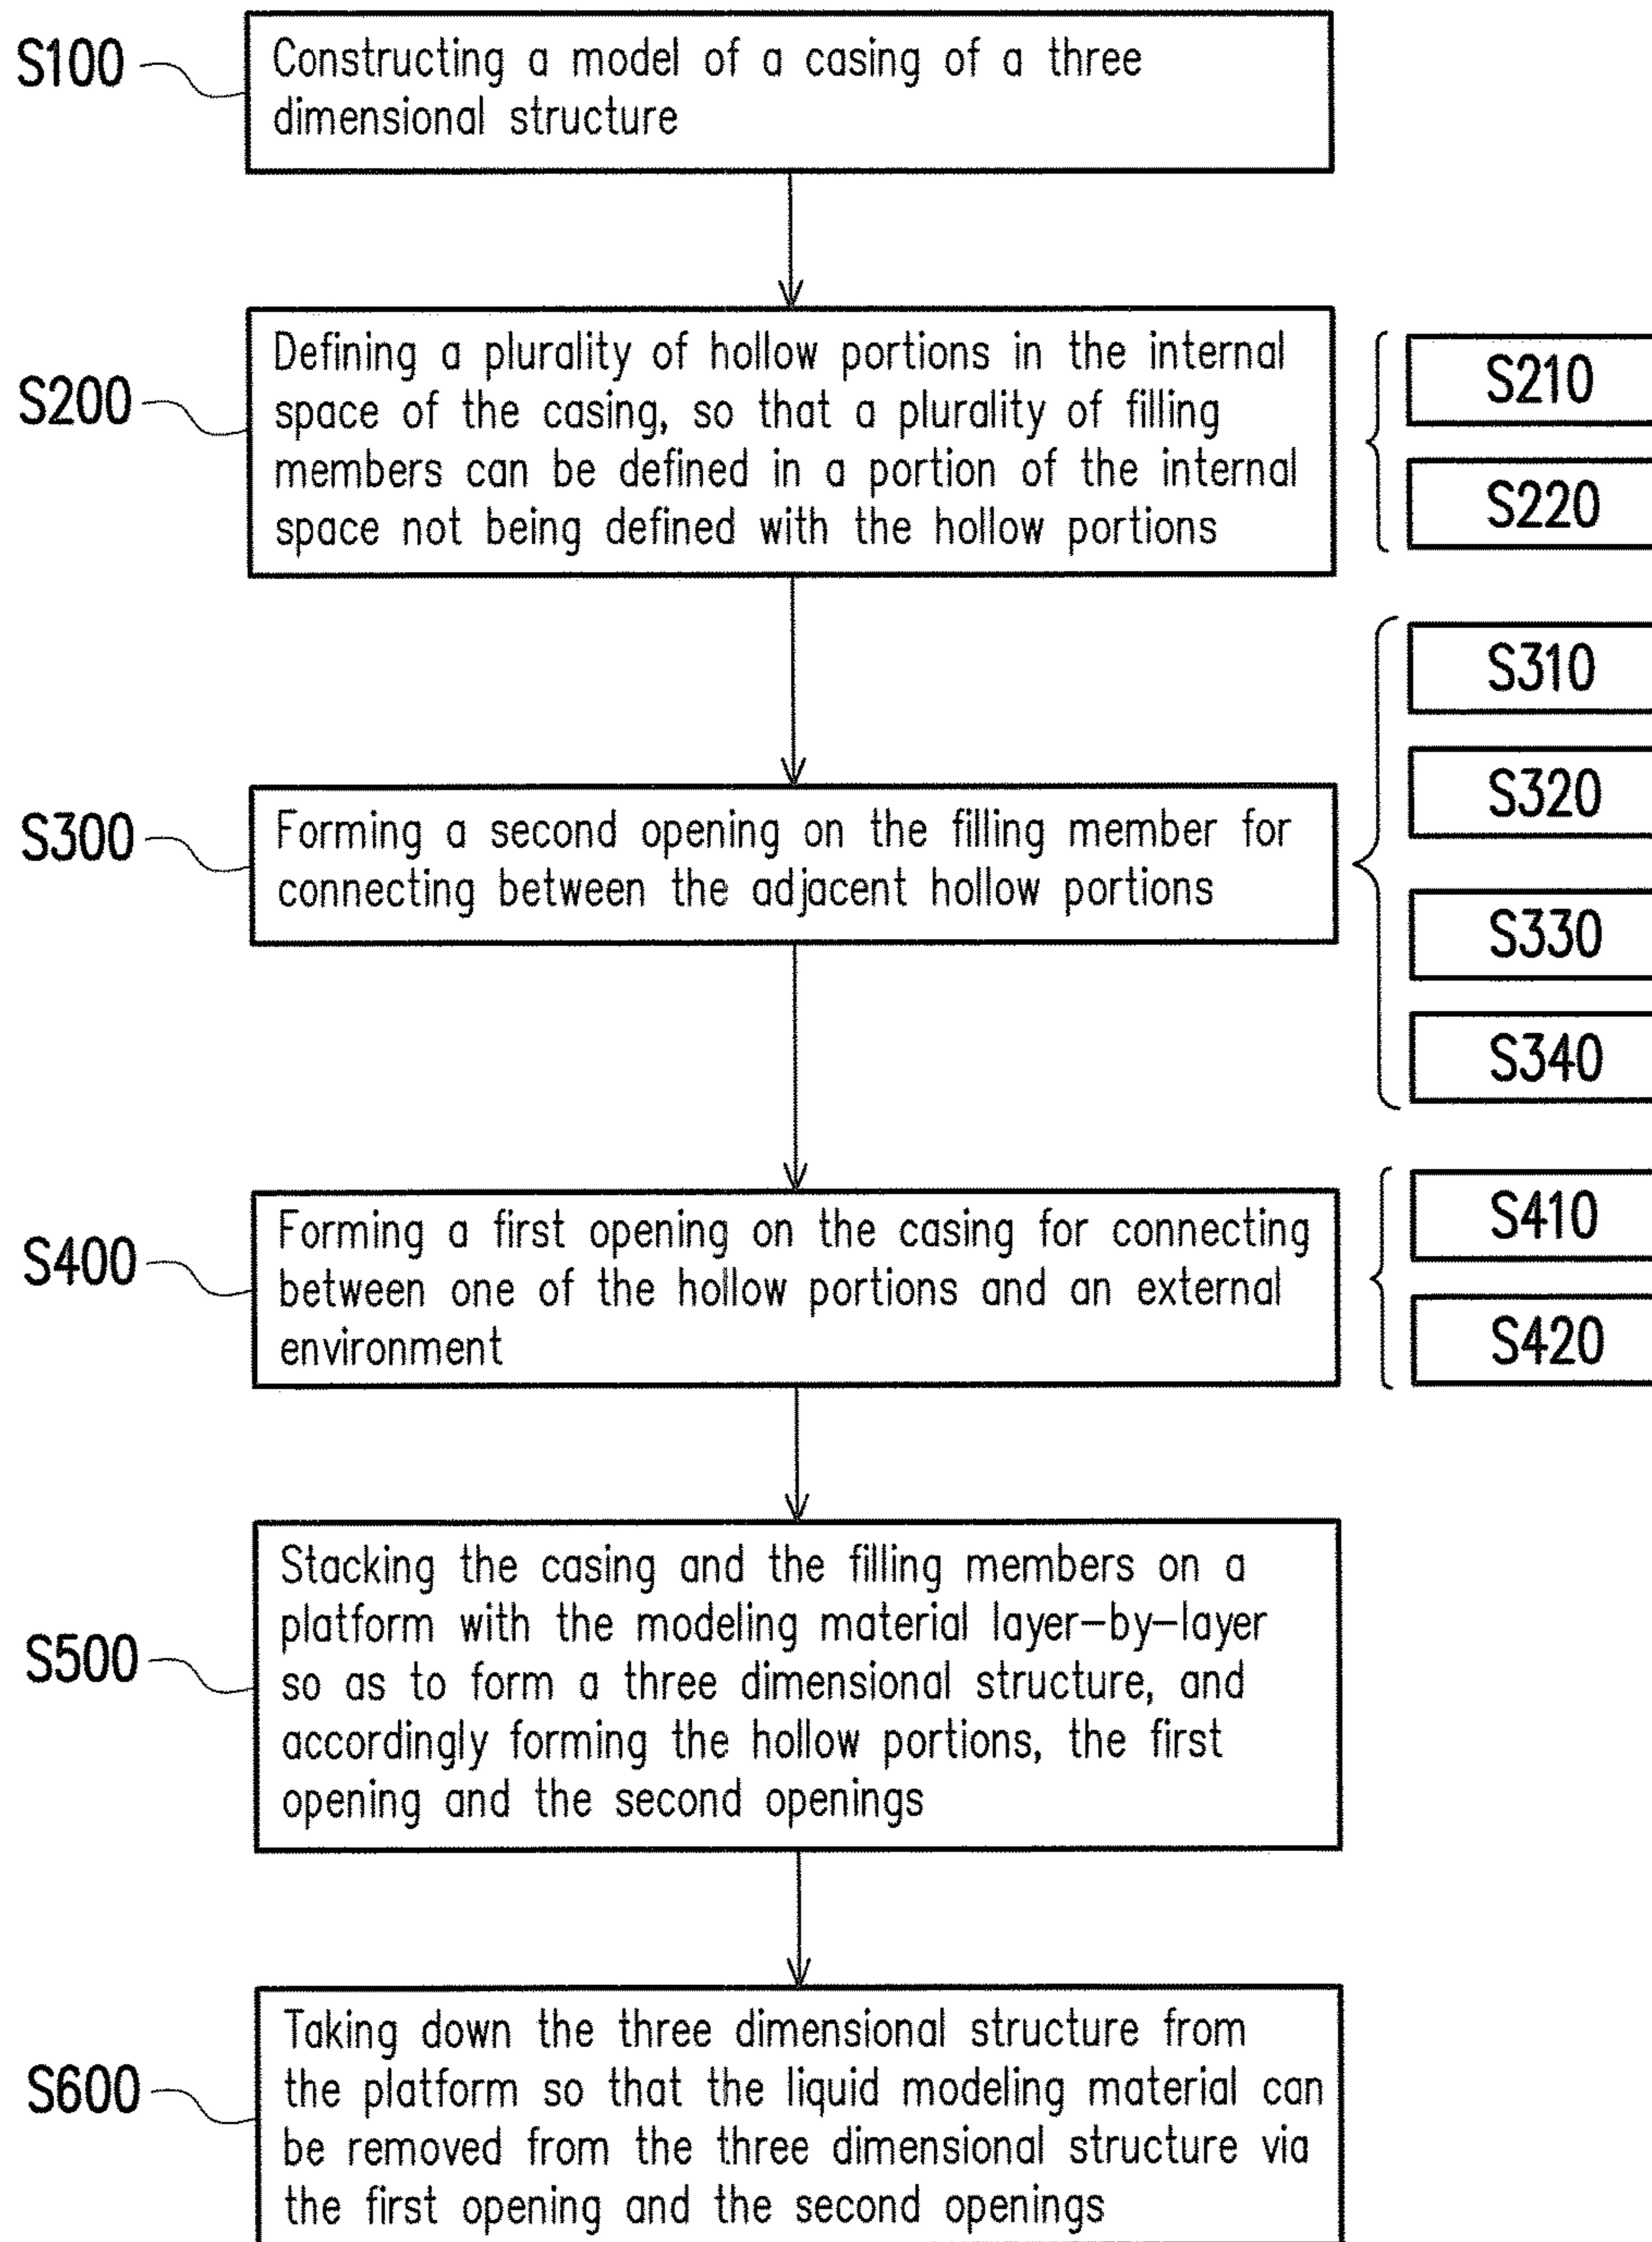 S100
Constructing a model of a casing of a three
dimensional structure
S200
Defining a plurality of hollow portions in the internal
space of the casing, so that a plurality of filling
members can be defined in a portion of the internal
space not being defined with the hollow portions
S210
S220
S300
Forming a second opening on the filling member for
connecting between the adjacent hollow portions
S310
S320
S330
S340
S400
Forming a first opening on the casing for connecting
between one of the hollow portions and an external
environment
S410
S420
S500
Stacking the casing and the filling members on a
platform with the modeling material layer-by-layer
so as to form a three dimensional structure, and
accordingly forming the hollow portions, the first
opening and the second openings
S600
Taking down the three dimensional structure from
the platform so that the liquid modeling material can
be removed from the three dimensional structure via
the first opening and the second openings